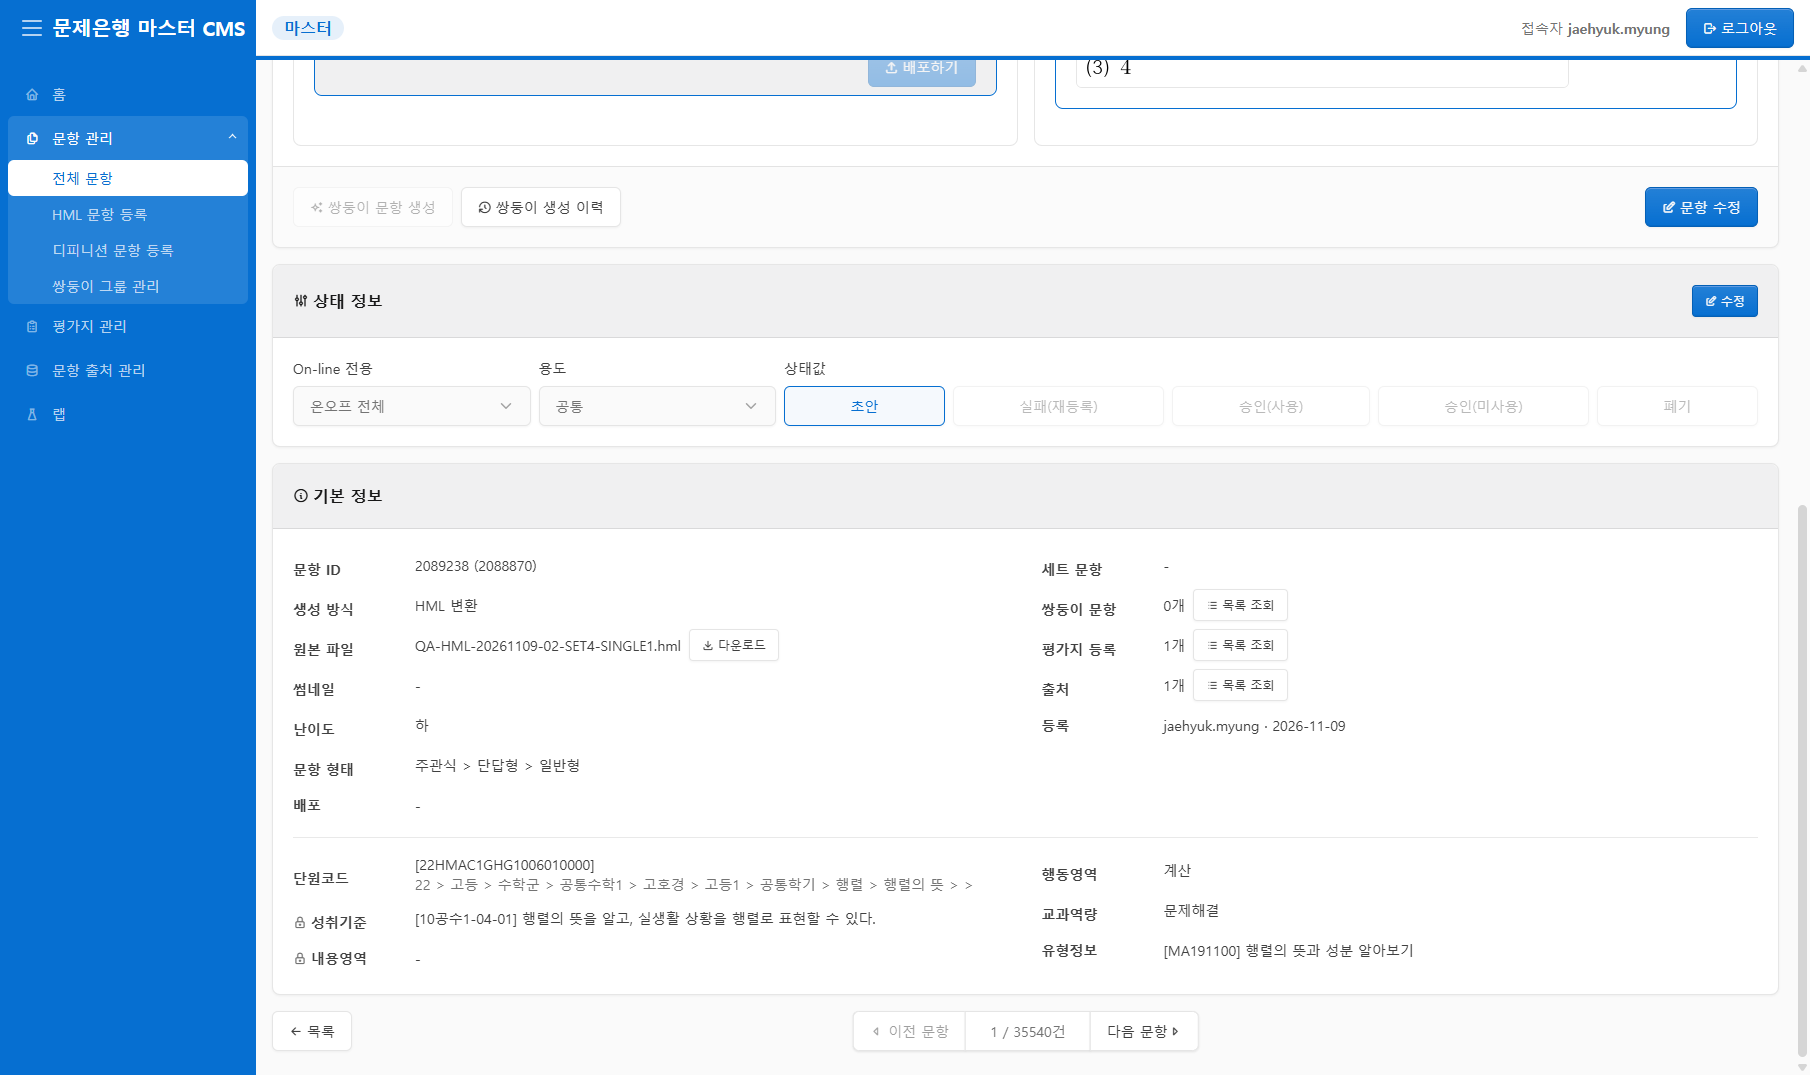 문제은행 마스터 CMS
마스터
접속자 jaehyuk.myung
로그아웃
홈
문항 관리
전체 문항
HML 문항 등록
디피니션 문항 등록
쌍둥이 그룹 관리
평가지 관리
문항 출처 관리
랩
배포하기
(3) 4
쌍둥이 문항 생성
쌍둥이 생성 이력
문항 수정
상태 정보
수정
On-line 전용
용도
상태값
온오프 전체
공통
초안
실패(재등록)
승인(사용)
승인(미사용)
폐기
기본 정보
문항 ID 2089238 (2088870)
생성 방식 HML 변환
원본 파일 QA-HML-20261109-02-SET4-SINGLE1.hml 다운로드
썸네일 -
난이도 하
문항 형태 주관식 > 단답형 > 일반형
배포 -
세트 문항 -
쌍둥이 문항 0개 목록 조회
평가지 등록 1개 목록 조회
출처 1개 목록 조회
등록 jaehyuk.myung · 2026-11-09
단원코드 [22HMAC1GHG1006010000]
22 > 고등 > 수학군 > 공통수학1 > 고호경 > 고등1 > 공통학기 > 행렬 > 행렬의 뜻 > >
성취기준 [10공수1-04-01] 행렬의 뜻을 알고, 실생활 상황을 행렬로 표현할 수 있다.
내용영역 -
행동영역 계산
교과역량 문제해결
유형정보 [MA191100] 행렬의 뜻과 성분 알아보기
목록
이전 문항
1 / 35540건
다음 문항